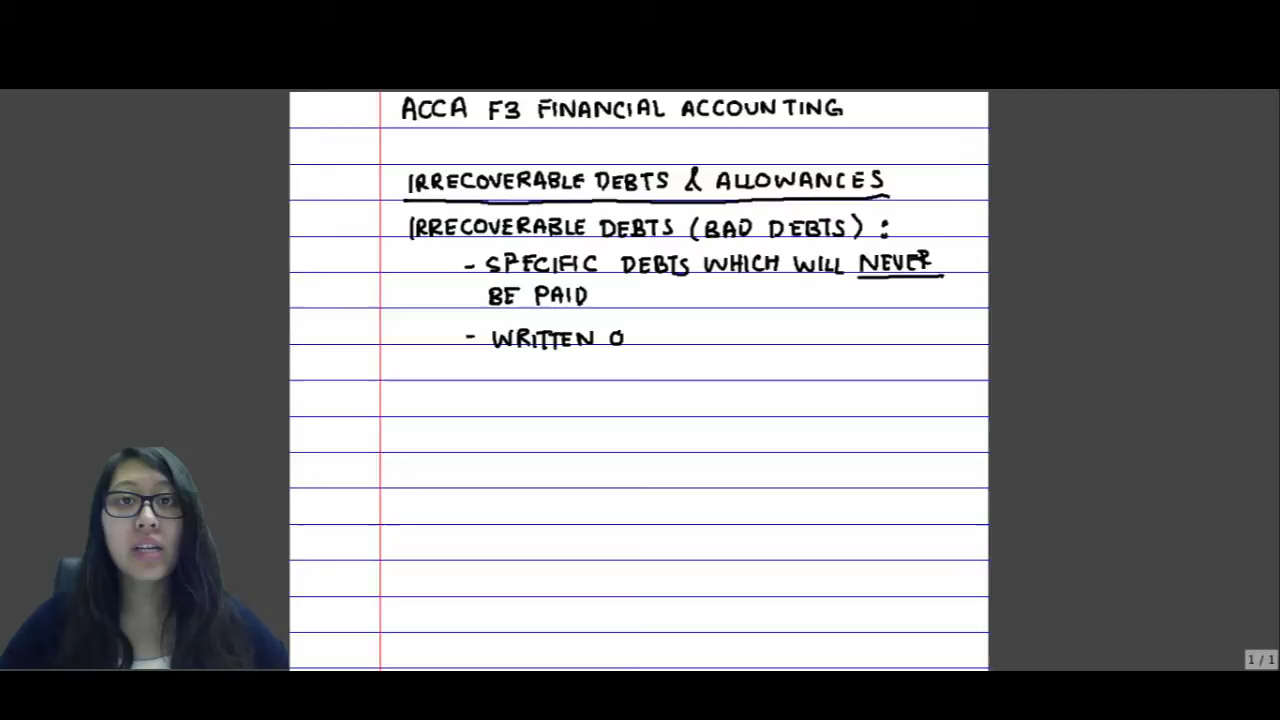 ACCA F3 FINANCIAL ACCOUNTING
IRRECOVERABLE DEBTS & ALLOWANCES
IRRECOVERABLE DEBTS (BAD DEBTS) :
- SPECIFIC DEBTS WHICH WILL NEVER
BE PAID
- WRITTEN O
1 / 1